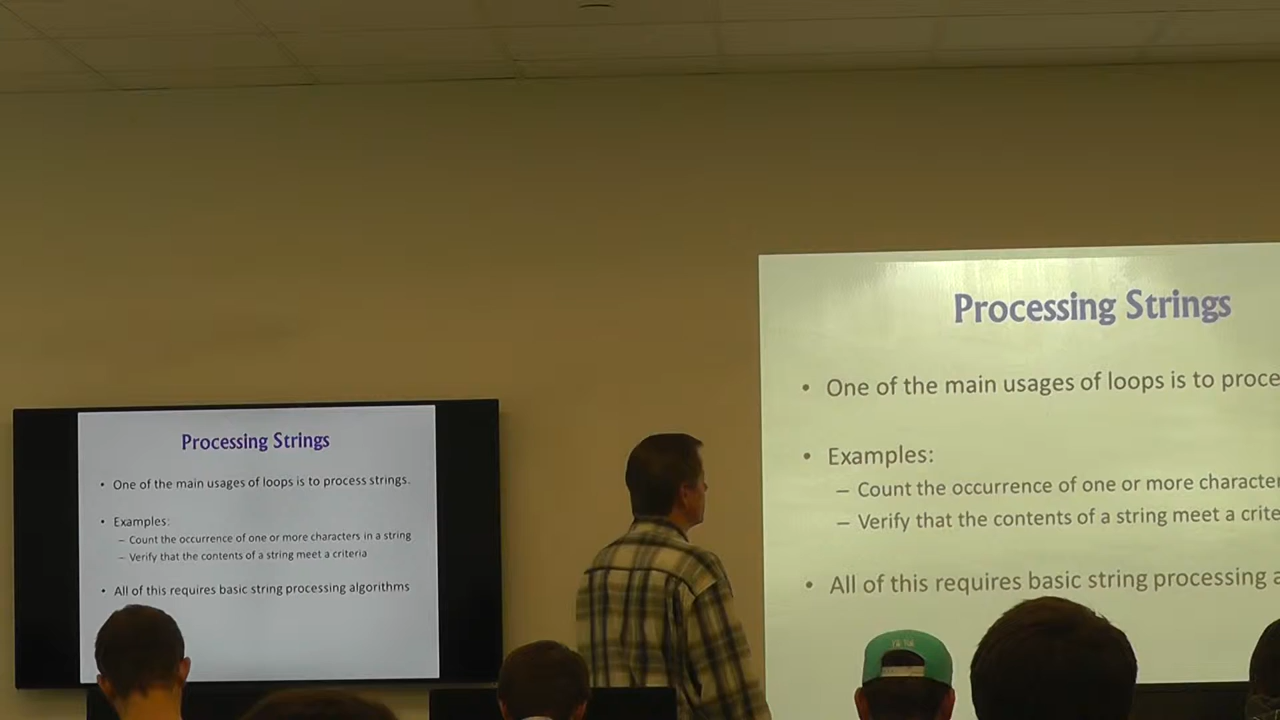 Processing Strings
• One of the main usages of loops is to process strings.
• Examples:
– Count the occurrence of one or more characters in a string
– Verify that the contents of a string meet a criteria
• All of this requires basic string processing algorithms
Processing Strings
• One of the main usages of loops is to proce
• Examples:
– Count the occurrence of one or more character
– Verify that the contents of a string meet a crite
• All of this requires basic string processing a